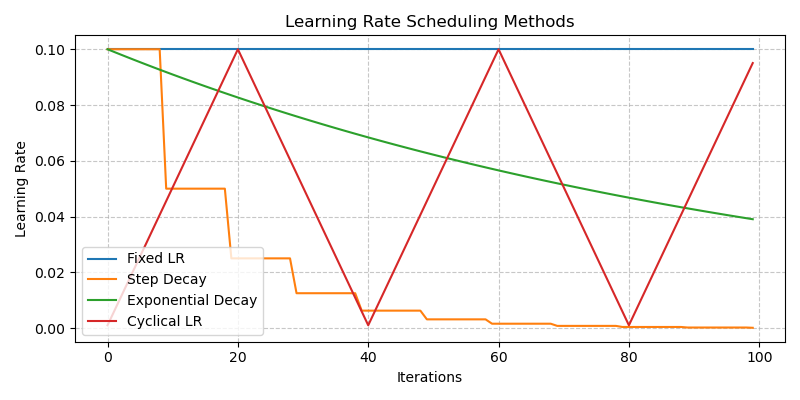 Learning Rate Scheduling Methods
Learning Rate
0.10
0.08
0.06
0.04
0.02
0.00
Fixed LR
Step Decay
Exponential Decay
Cyclical LR
0 20 40 60 80 100
Iterations